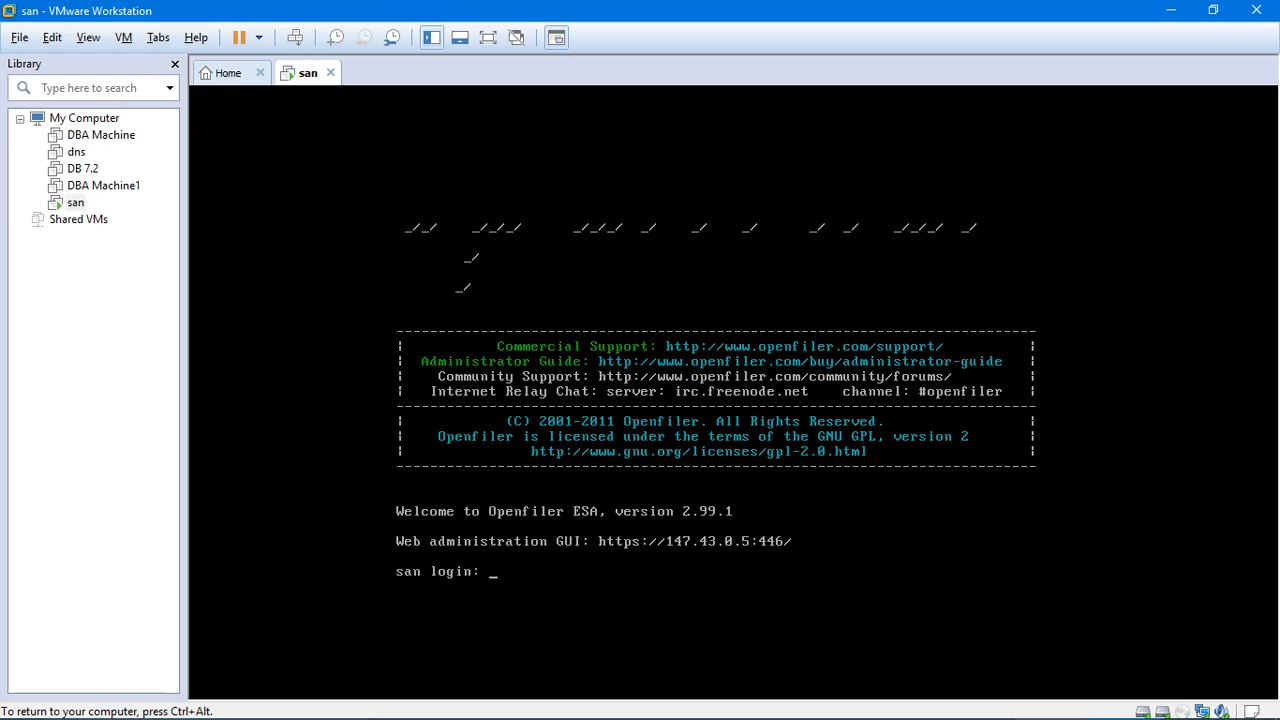 san - VMware Workstation
File Edit View VM Tabs Help
Library
Type here to search
My Computer
DBA Machine
dns
DB 7.2
DBA Machine1
san
Shared VMs
Home
san
_/_/    _/_/_/      _/_/_/  _/    _/    _/      _/  _/    _/_/_/  _/
_/
_/
Commercial Support: http://www.openfiler.com/support/
Administrator Guide: http://www.openfiler.com/buy/administrator-guide
Community Support: http://www.openfiler.com/community/forums/
Internet Relay Chat: server: irc.freenode.net    channel: #openfiler
(C) 2001-2011 Openfiler. All Rights Reserved.
Openfiler is licensed under the terms of the GNU GPL, version 2
http://www.gnu.org/licenses/gpl-2.0.html
Welcome to Openfiler ESA, version 2.99.1
Web administration GUI: https://147.43.0.5:446/
san login: _
To return to your computer, press Ctrl+Alt.